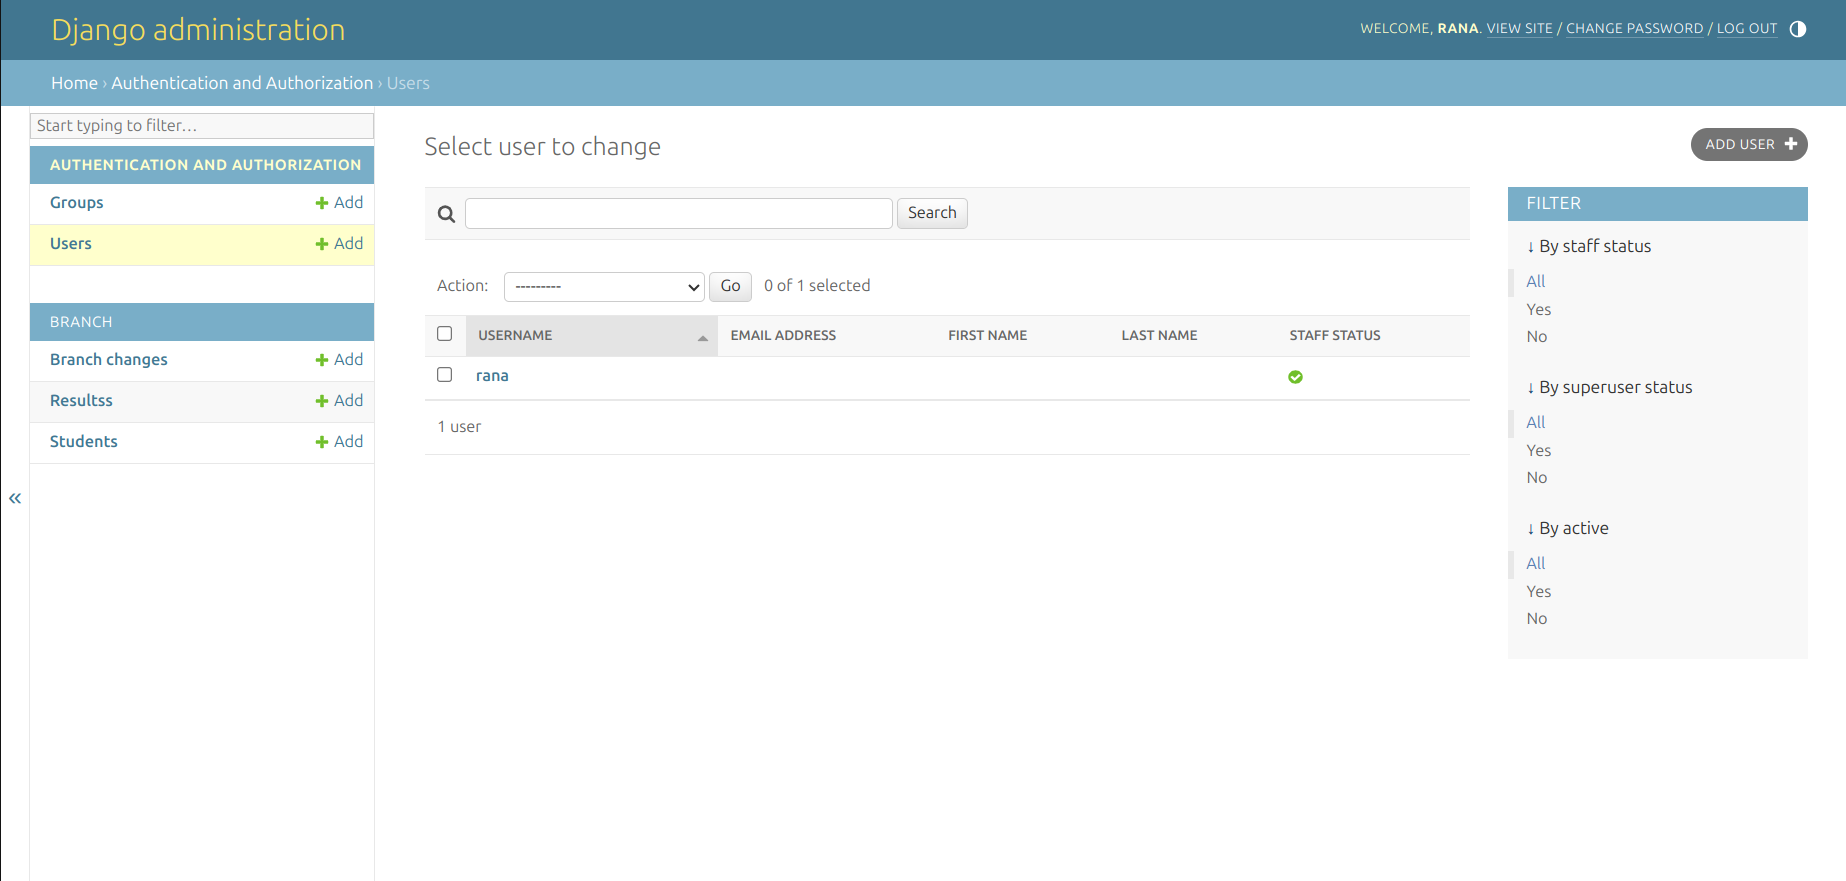 Django administration
WELCOME, RANA. VIEW SITE / CHANGE PASSWORD / LOG OUT
Home › Authentication and Authorization › Users
Start typing to filter…
AUTHENTICATION AND AUTHORIZATION
Groups Add
Users Add
BRANCH
Branch changes Add
Resultss Add
Students Add
«
Select user to change
ADD USER
Search
Action: --------- Go 0 of 1 selected
USERNAME EMAIL ADDRESS FIRST NAME LAST NAME STAFF STATUS
rana
1 user
FILTER
↓ By staff status
All
Yes
No
↓ By superuser status
All
Yes
No
↓ By active
All
Yes
No